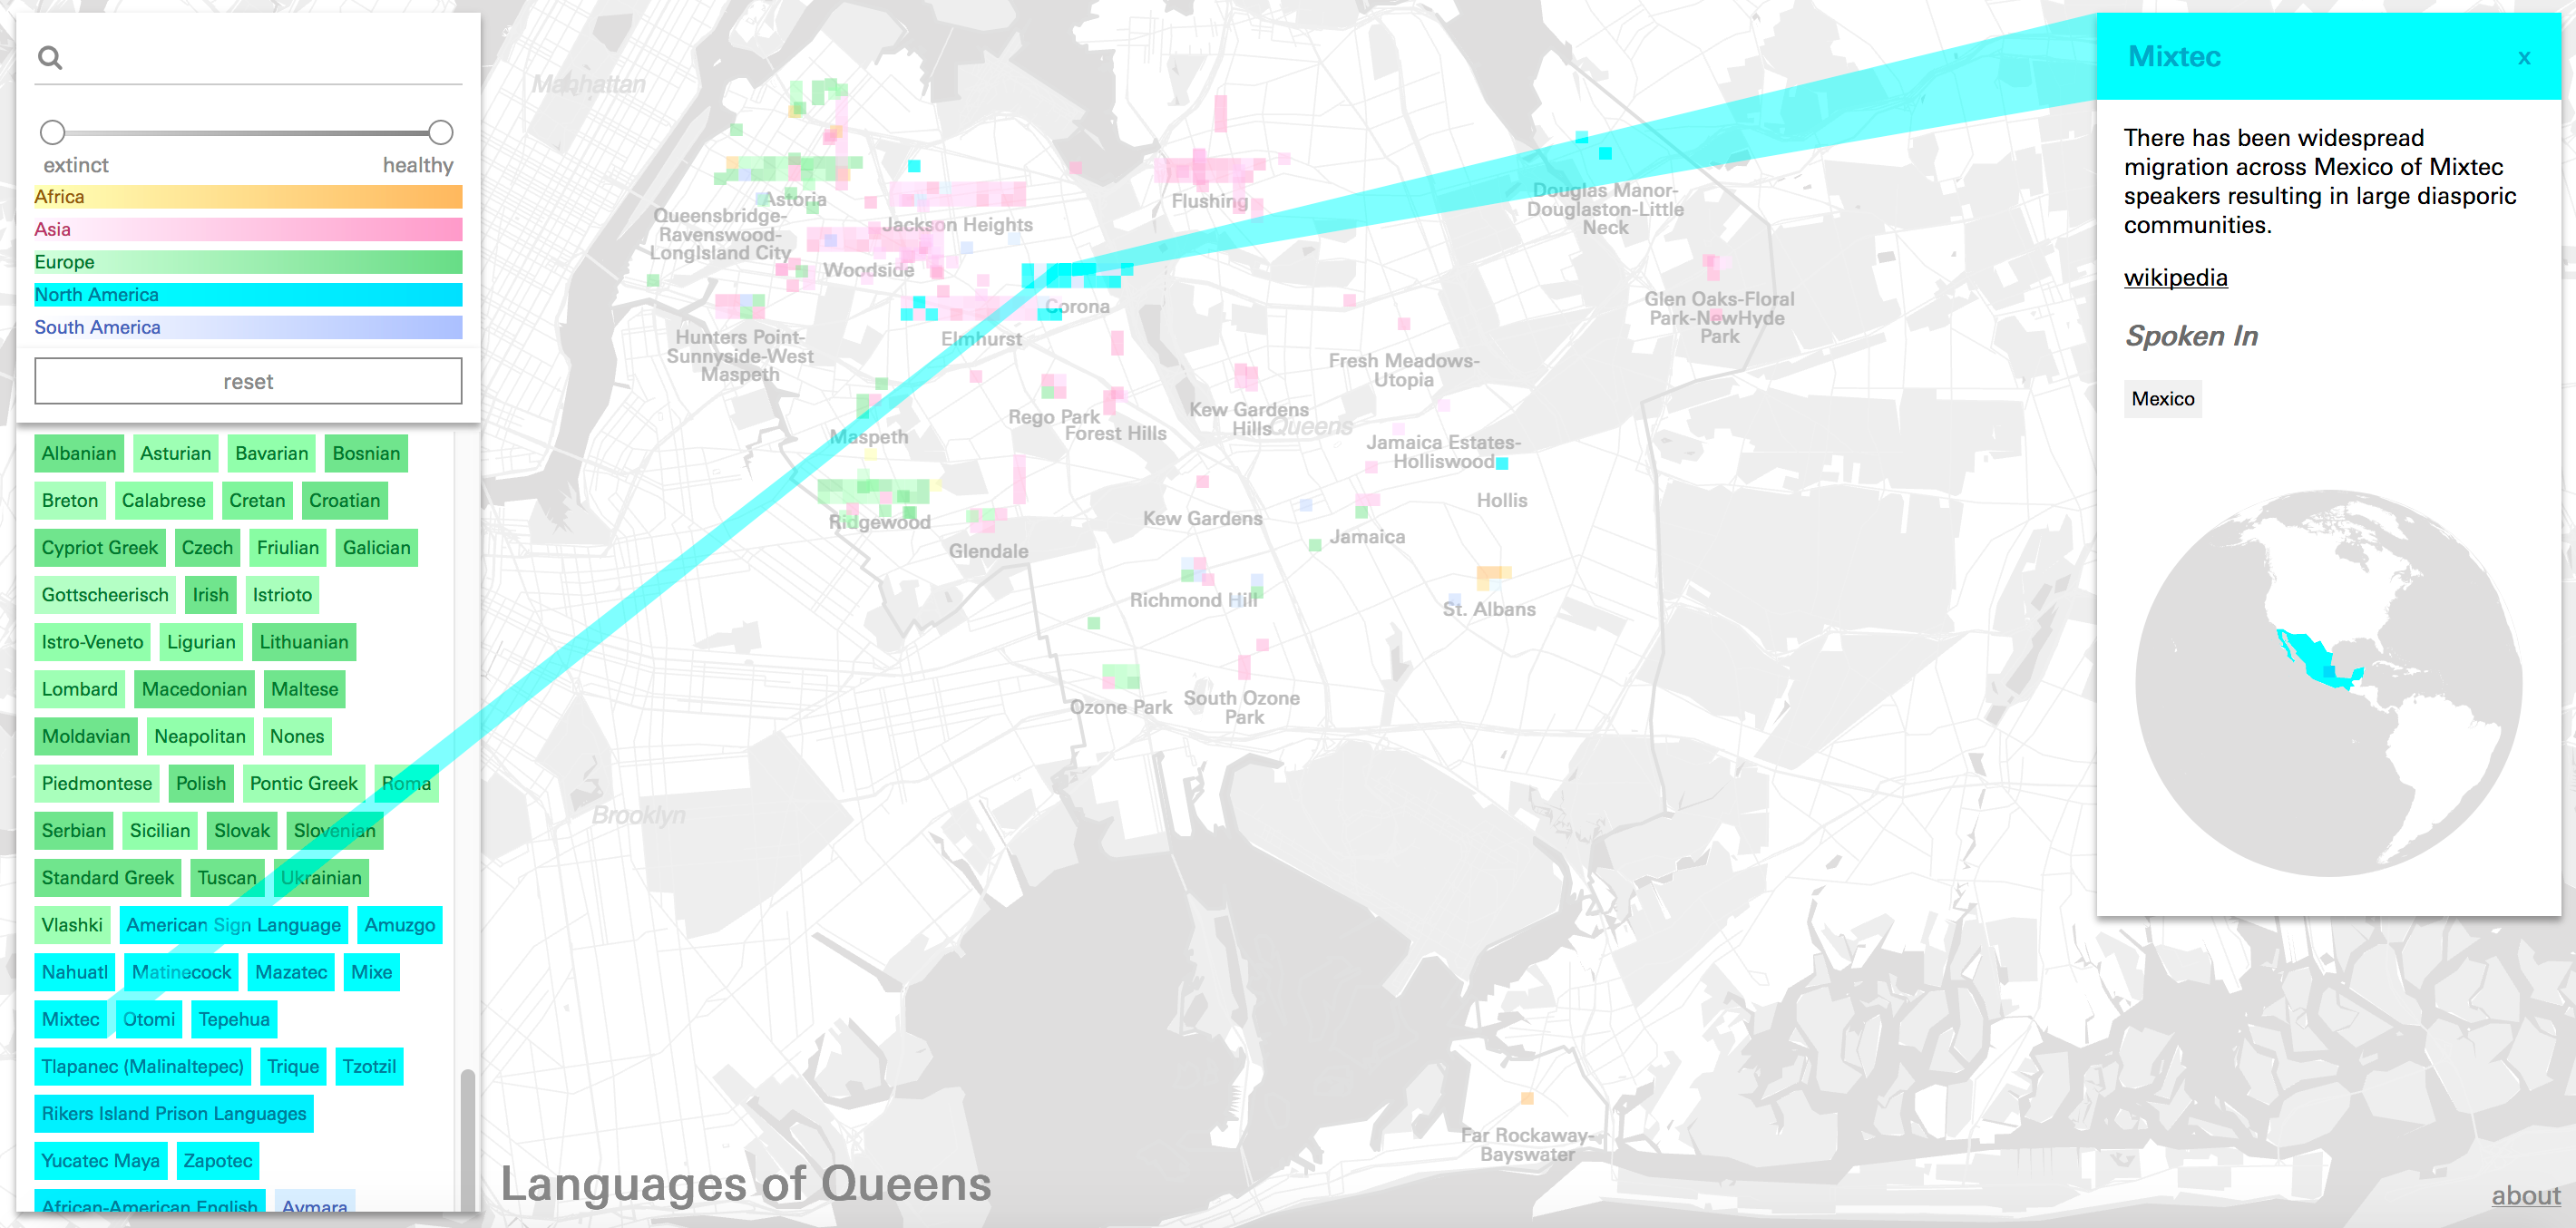 extinct healthy
Africa
Asia
Europe
North America
South America
reset
Albanian Asturian Bavarian Bosnian
Breton Calabrese Cretan Croatian
Cypriot Greek Czech Friulian Galician
Gottscheerisch Irish Istrioto
Istro-Veneto Ligurian Lithuanian
Lombard Macedonian Maltese
Moldavian Neapolitan Nones
Piedmontese Polish Pontic Greek Roma
Serbian Sicilian Slovak Slovenian
Standard Greek Tuscan Ukrainian
Vlashki American Sign Language Amuzgo
Nahuatl Matinecock Mazatec Mixe
Mixtec Otomi Tepehua
Tlapanec (Malinaltepec) Trique Tzotzil
Rikers Island Prison Languages
Yucatec Maya Zapotec
African-American English Aymara
Manhattan
Astoria
Queensbridge-
Ravenswood-
LongIsland City
Jackson Heights
Woodside
Flushing
Douglas Manor-
Douglaston-Little
Neck
Corona
Elmhurst
Hunters Point-
Sunnyside-West
Maspeth
Glen Oaks-Floral
Park-NewHyde
Park
Fresh Meadows-
Utopia
Rego Park
Forest Hills
Kew Gardens
Hills
Queens
Maspeth
Jamaica Estates-
Holliswood
Hollis
Ridgewood
Kew Gardens
Glendale
Jamaica
Richmond Hill
St. Albans
Ozone Park
South Ozone
Park
Brooklyn
Far Rockaway-
Bayswater
Languages of Queens
Mixtec x
There has been widespread
migration across Mexico of Mixtec
speakers resulting in large diasporic
communities.
wikipedia
Spoken In
Mexico
about